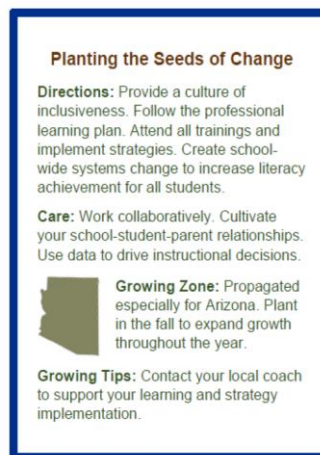 Planting the Seeds of Change
Directions: Provide a culture of
inclusiveness. Follow the professional
learning plan. Attend all trainings and
implement strategies. Create school-
wide systems change to increase literacy
achievement for all students.
Care: Work collaboratively. Cultivate
your school-student-parent relationships.
Use data to drive instructional decisions.
Growing Zone: Propagated
especially for Arizona. Plant
in the fall to expand growth
throughout the year.
Growing Tips: Contact your local coach
to support your learning and strategy
implementation.